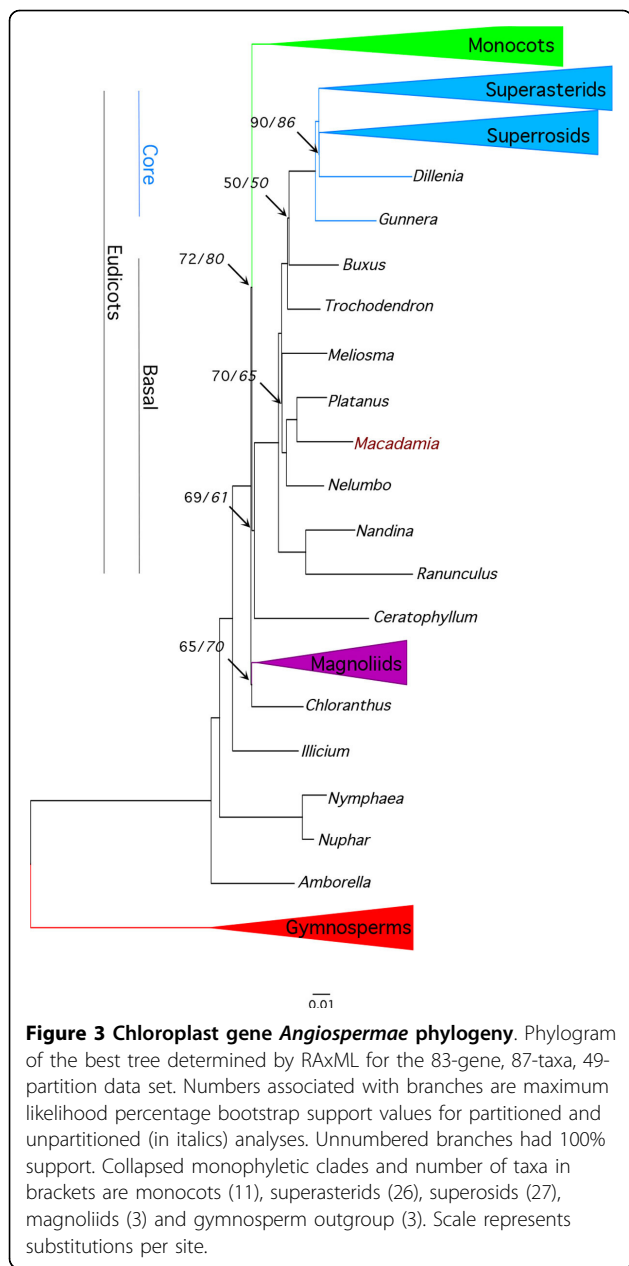 Monocots
Superasterids
90/86
Superrosids
Core
Dillenia
50/50
Gunnera
Eudicots
72/80
Buxus
Trochodendron
Basal
Meliosma
70/65
Platanus
Macadamia
69/61
Nelumbo
Nandina
Ranunculus
Ceratophyllum
65/70
Magnoliids
Chloranthus
Illicium
Nymphaea
Nuphar
Amborella
Gymnosperms
0.01
Figure 3 Chloroplast gene Angiospermae phylogeny. Phylogram
of the best tree determined by RAxML for the 83-gene, 87-taxa, 49-
partition data set. Numbers associated with branches are maximum
likelihood percentage bootstrap support values for partitioned and
unpartitioned (in italics) analyses. Unnumbered branches had 100%
support. Collapsed monophyletic clades and number of taxa in
brackets are monocots (11), superasterids (26), superosids (27),
magnoliids (3) and gymnosperm outgroup (3). Scale represents
substitutions per site.